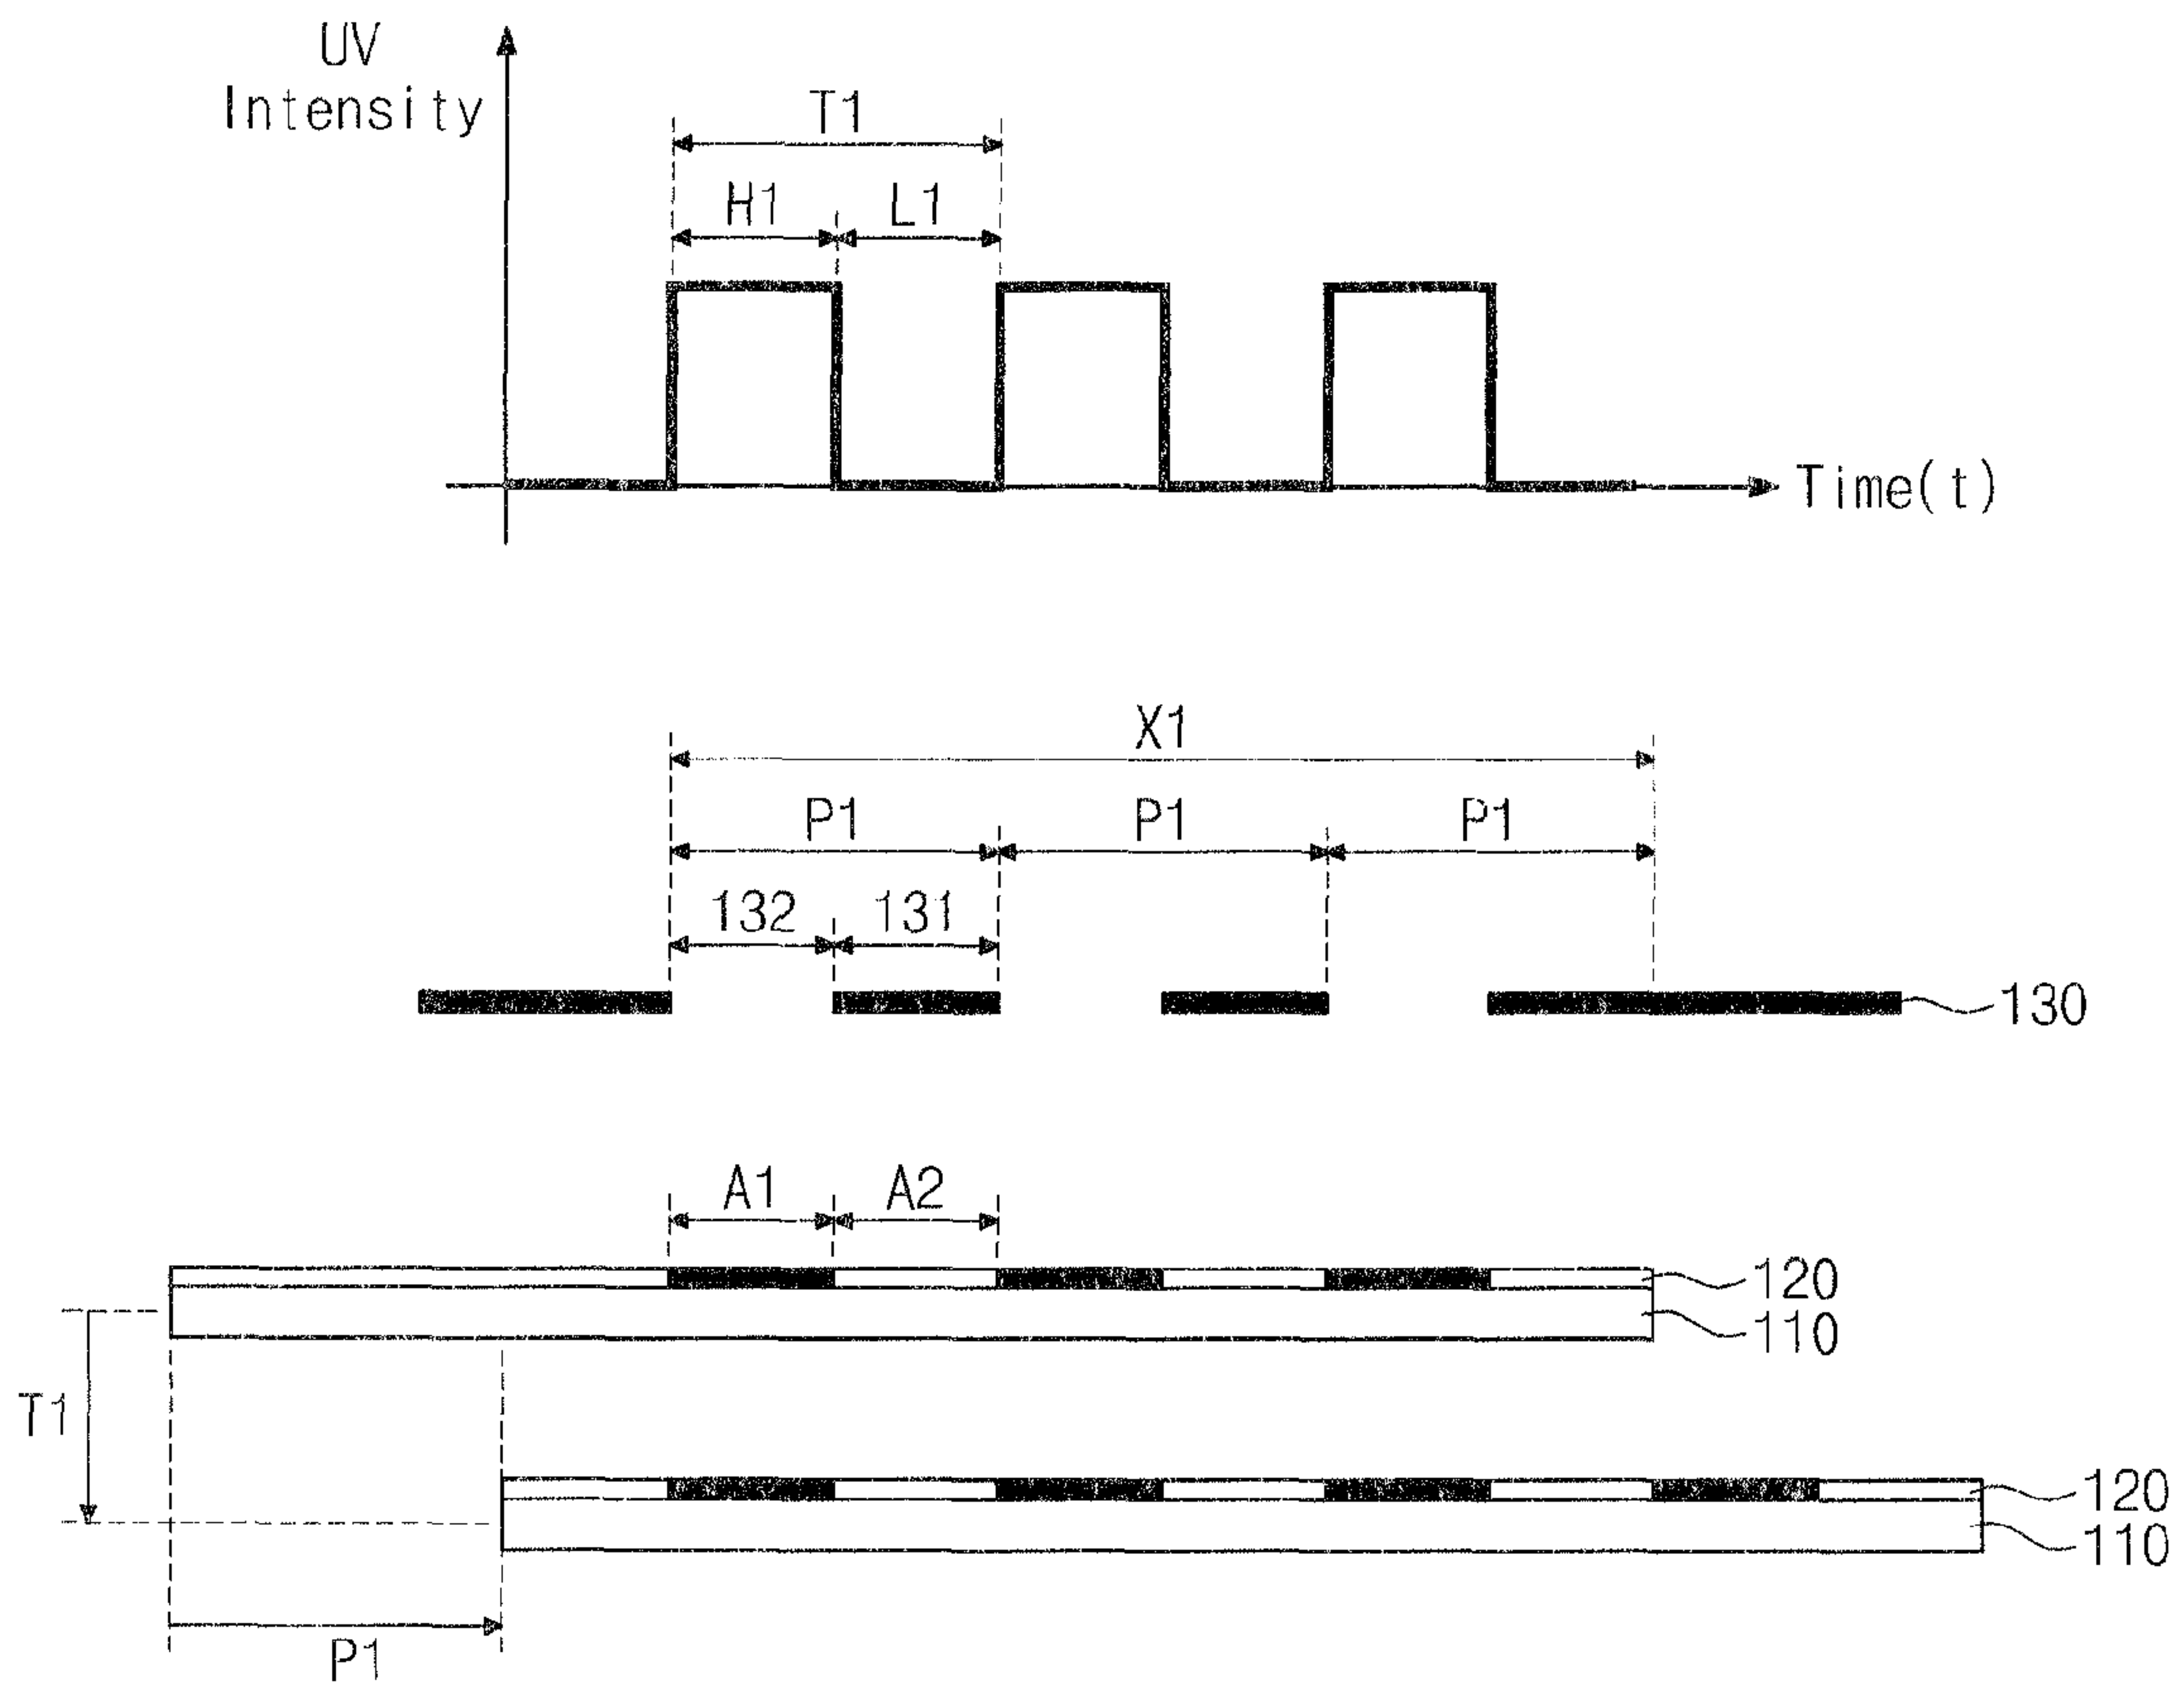 UV
Intensity
T1
H1 L1
Time(t)
X1
P1 P1 P1
132 131
130
A1 A2
120
110
T1
120
110
P1